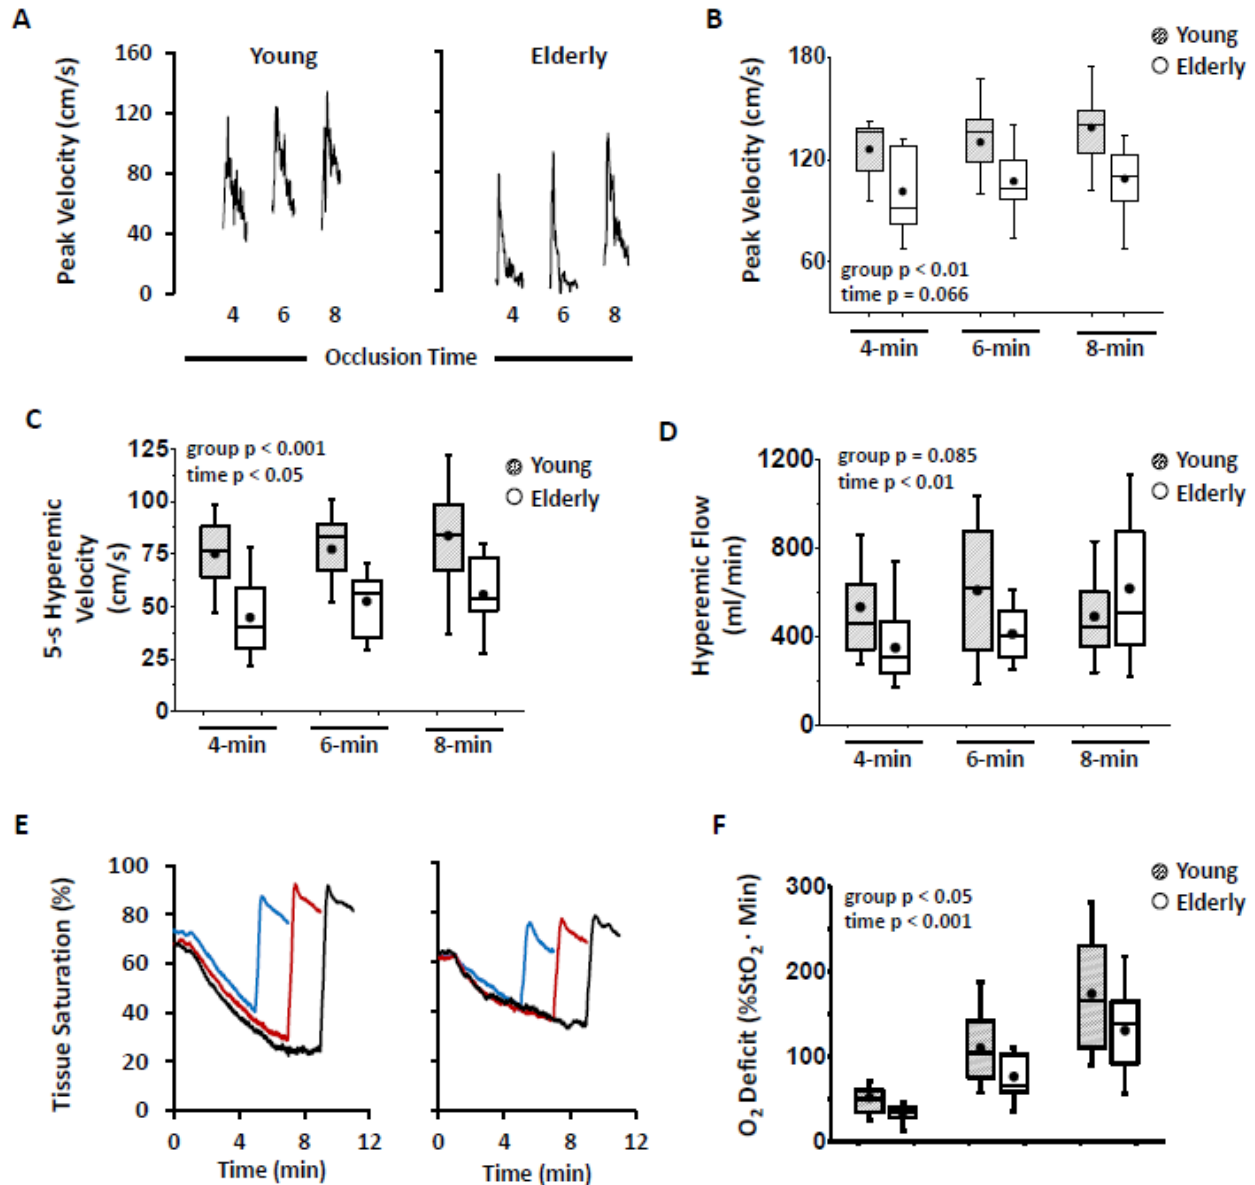 A
Young
Elderly
Peak Velocity (cm/s)
160
120
80
40
0
4 6 8
4 6 8
Occlusion Time
B
Young
Elderly
Peak Velocity (cm/s)
180
120
60
group p < 0.01
time p = 0.066
4-min 6-min 8-min
C
5-s Hyperemic
Velocity
(cm/s)
125
100
75
50
25
0
group p < 0.001
time p < 0.05
Young
Elderly
4-min 6-min 8-min
D
Hyperemic Flow
(ml/min)
1200
800
400
0
group p = 0.085
time p < 0.01
Young
Elderly
4-min 6-min 8-min
E
Tissue Saturation (%)
100
80
60
40
20
0
0 4 8 12
Time (min)
0 4 8 12
Time (min)
F
O₂ Deficit (%StO₂ · Min)
300
200
100
0
group p < 0.05
time p < 0.001
Young
Elderly